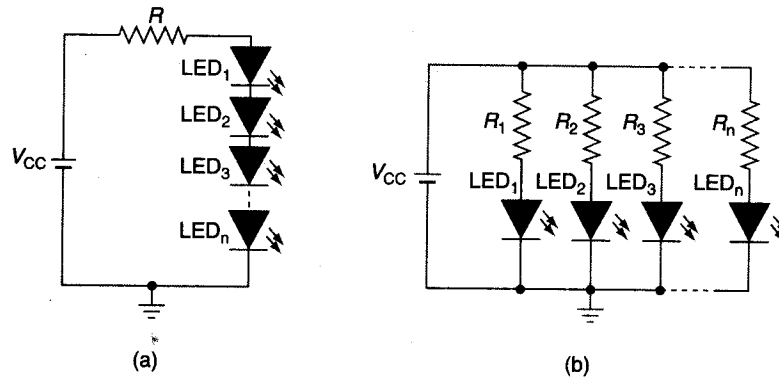 R
LED1
LED2
LED3
LEDn
VCC
(a)
R1 R2 R3 Rn
LED1 LED2 LED3 LEDn
VCC
(b)